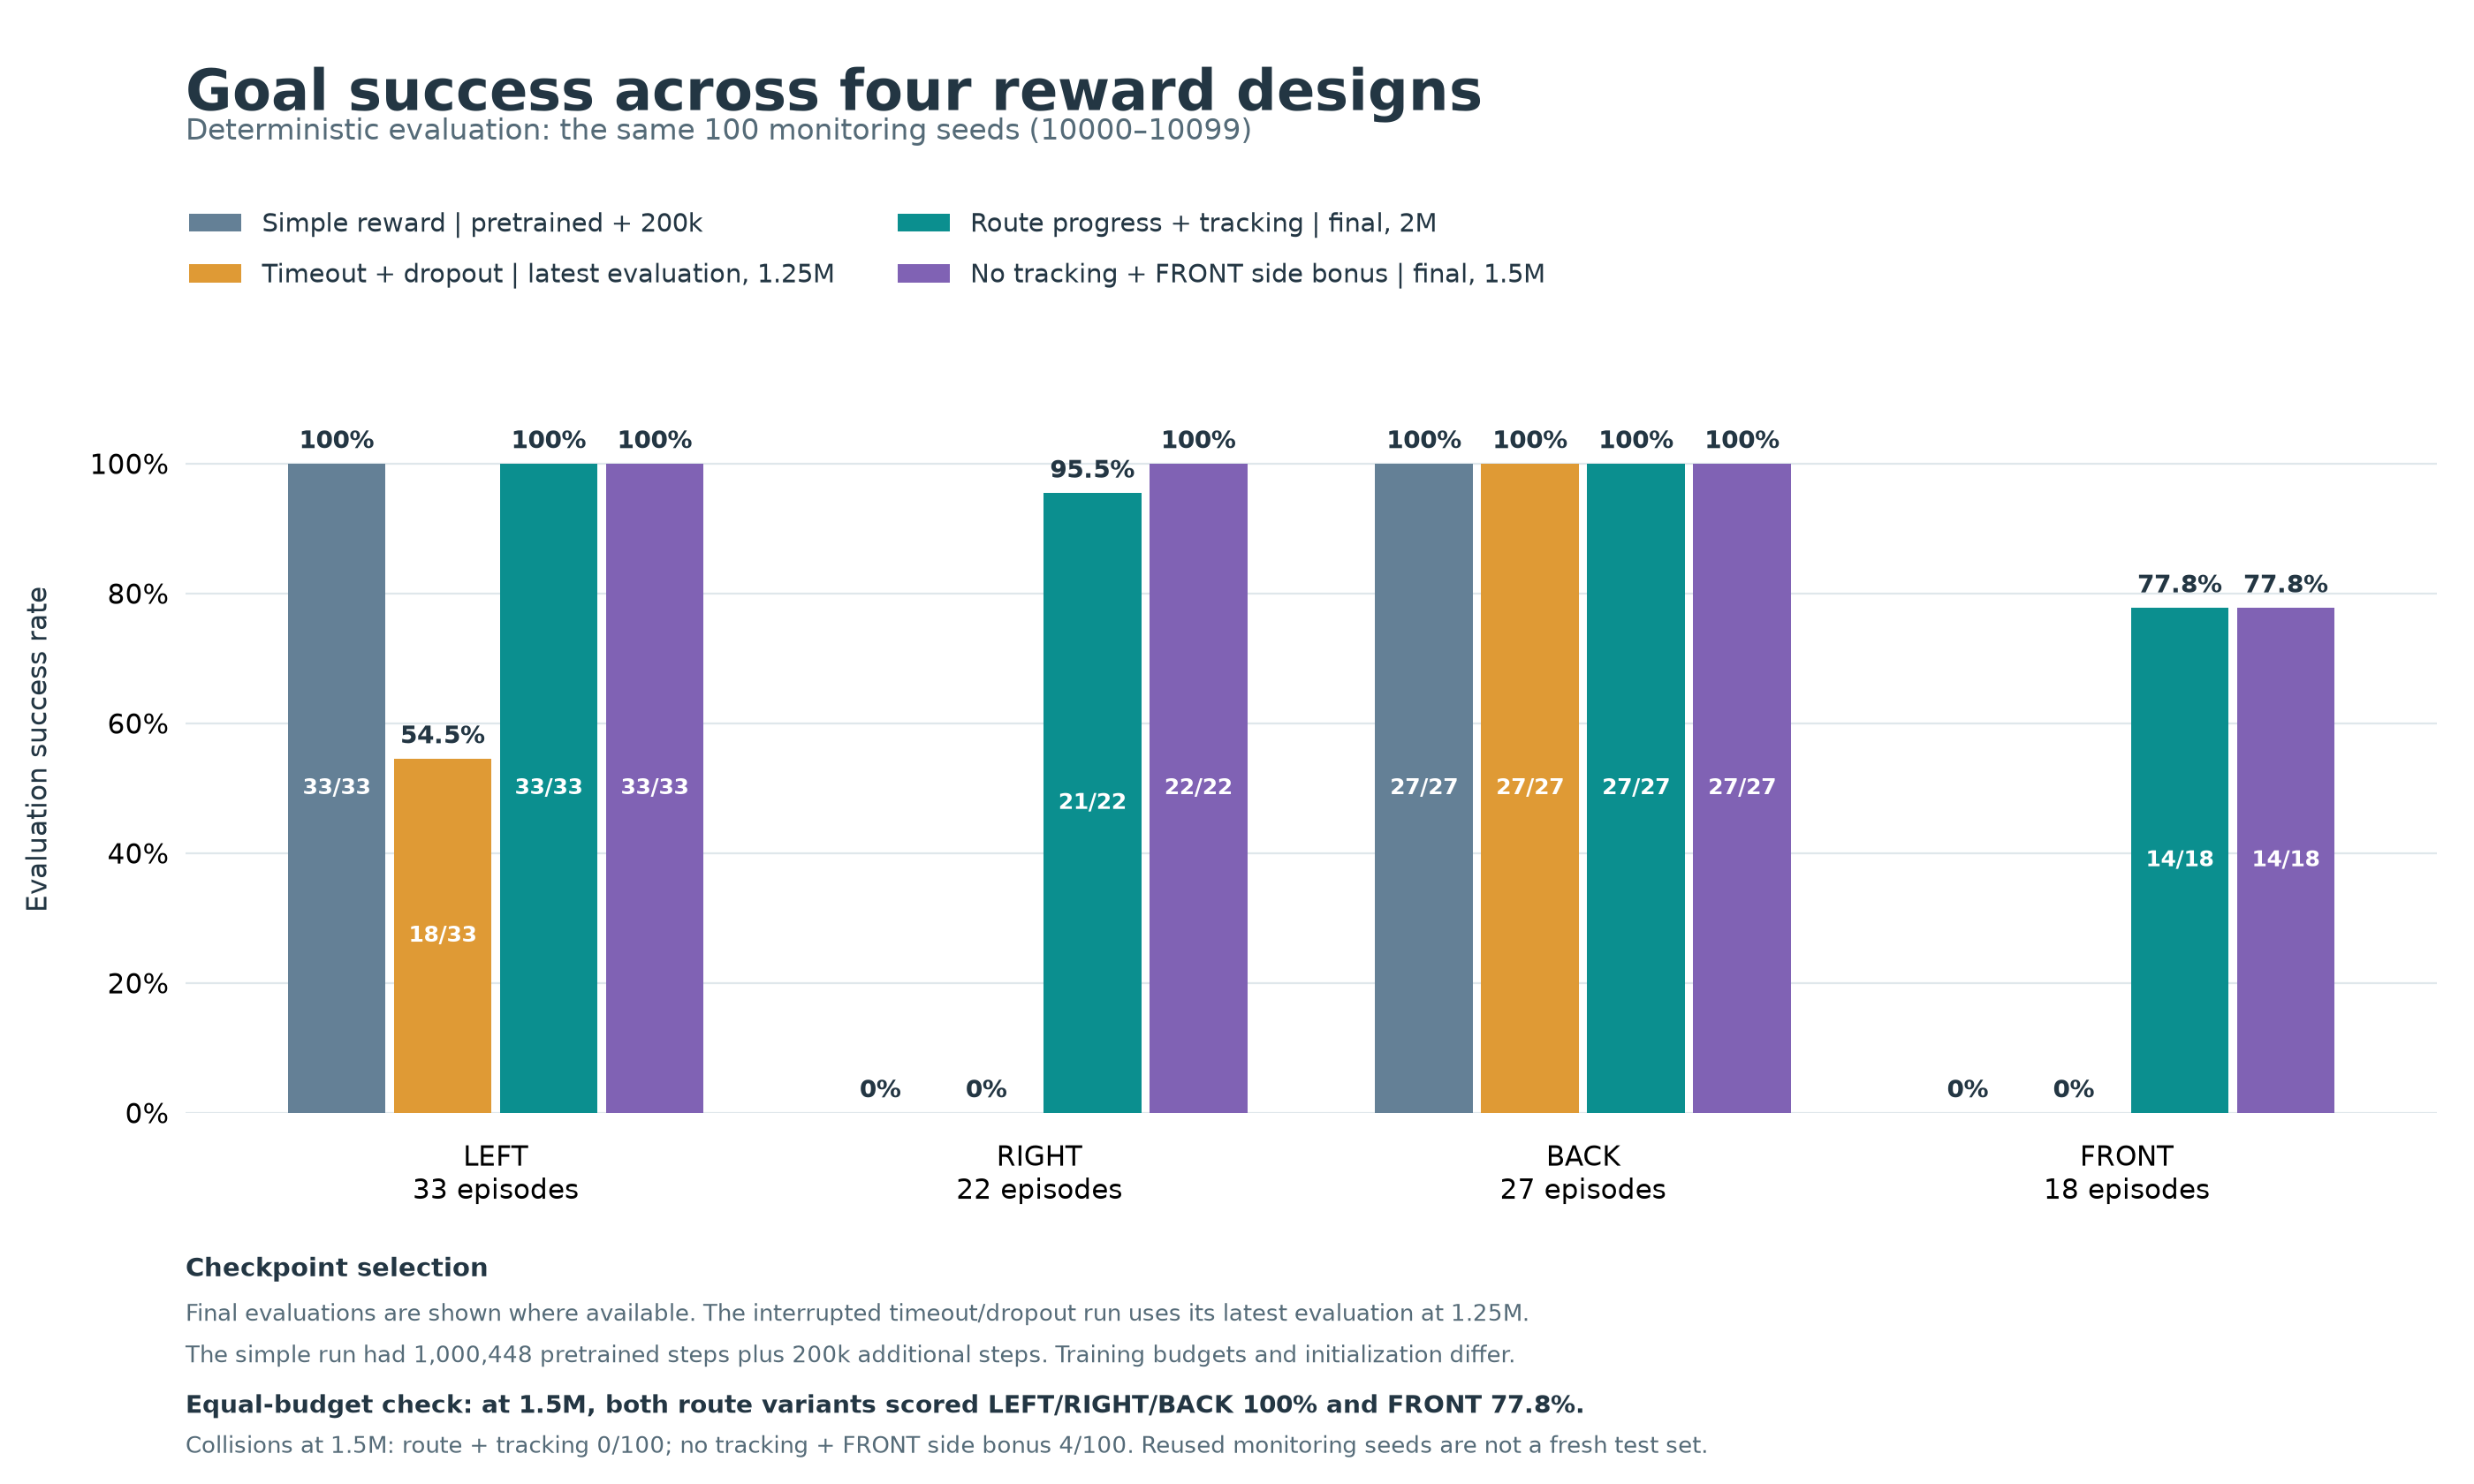 Goal success across four reward designs
Deterministic evaluation: the same 100 monitoring seeds (10000–10099)
Simple reward | pretrained + 200k
Route progress + tracking | final, 2M
Timeout + dropout | latest evaluation, 1.25M
No tracking + FRONT side bonus | final, 1.5M
Evaluation success rate
100%
80%
60%
40%
20%
0%
100%
54.5%
100%
100%
33/33
18/33
33/33
33/33
0%
0%
95.5%
100%
21/22
22/22
100%
100%
100%
100%
27/27
27/27
27/27
27/27
0%
0%
77.8%
77.8%
14/18
14/18
LEFT
33 episodes
RIGHT
22 episodes
BACK
27 episodes
FRONT
18 episodes
Checkpoint selection
Final evaluations are shown where available. The interrupted timeout/dropout run uses its latest evaluation at 1.25M.
The simple run had 1,000,448 pretrained steps plus 200k additional steps. Training budgets and initialization differ.
Equal-budget check: at 1.5M, both route variants scored LEFT/RIGHT/BACK 100% and FRONT 77.8%.
Collisions at 1.5M: route + tracking 0/100; no tracking + FRONT side bonus 4/100. Reused monitoring seeds are not a fresh test set.